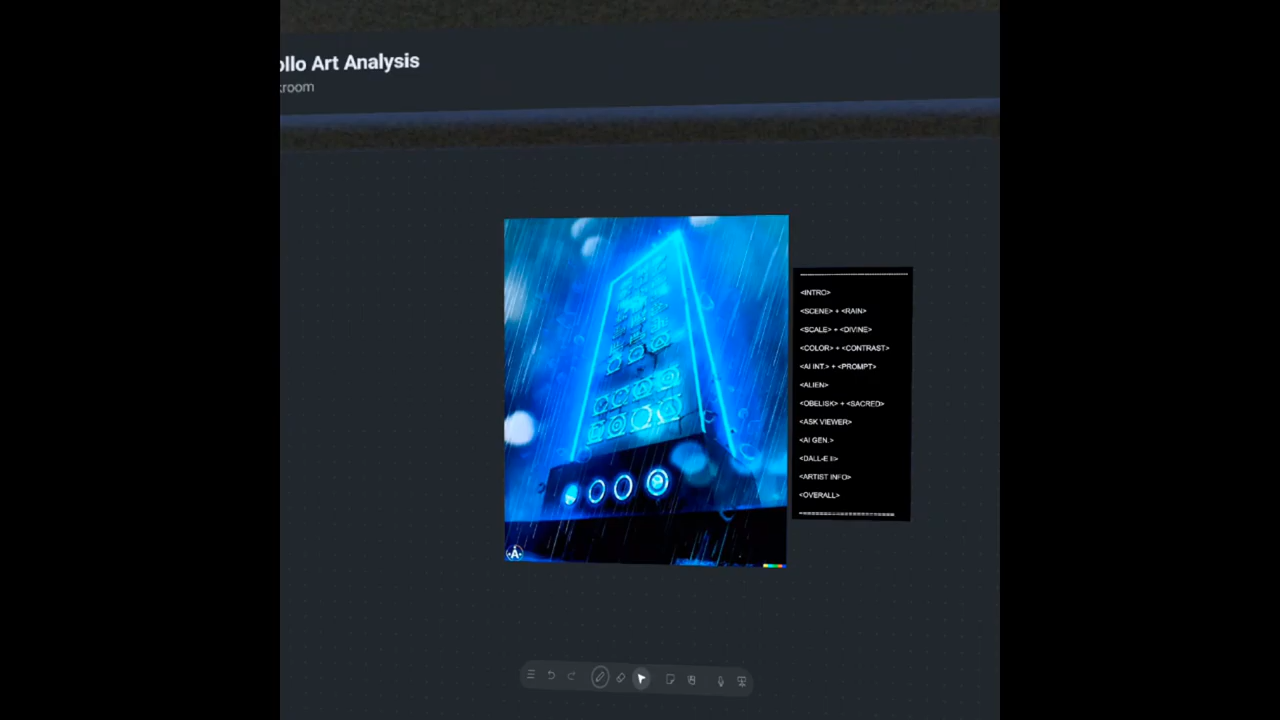 ollo Art Analysis
kroom
<INTRO>
<SCENE> + <RAIN>
<SCALE> + <DIVINE>
<COLOR> + <CONTRAST>
<AI INT.> + <PROMPT>
<ALIEN>
<OBELISK> + <SACRED>
<ASK VIEWER>
<AI GEN.>
<DALL-E II>
<ARTIST INFO>
<OVERALL>
A